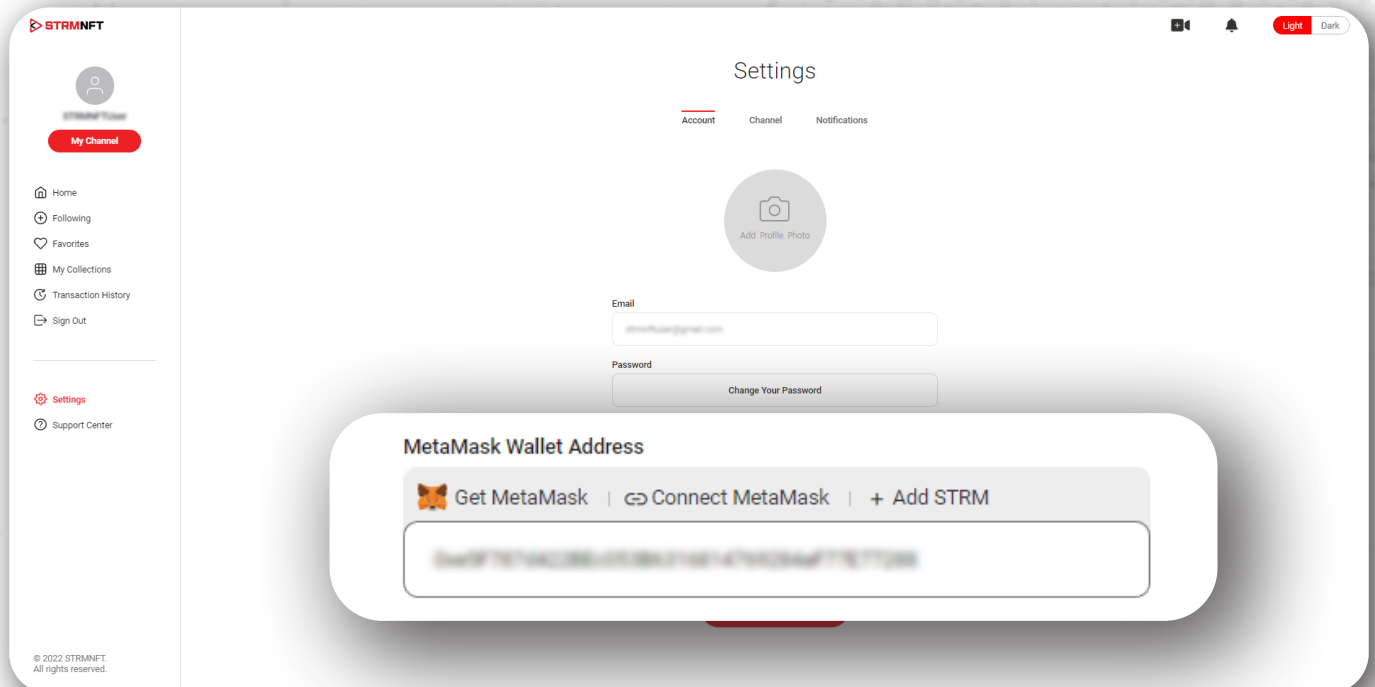 STRMNFT
Light Dark
Settings
Account Channel Notifications
My Channel
Home
Following
Favorites
My Collections
Transaction History
Sign Out
Settings
Support Center
Add Profile Photo
Email
Password
Change Your Password
MetaMask Wallet Address
Get MetaMask | Connect MetaMask | + Add STRM
© 2022 STRMNFT.
All rights reserved.